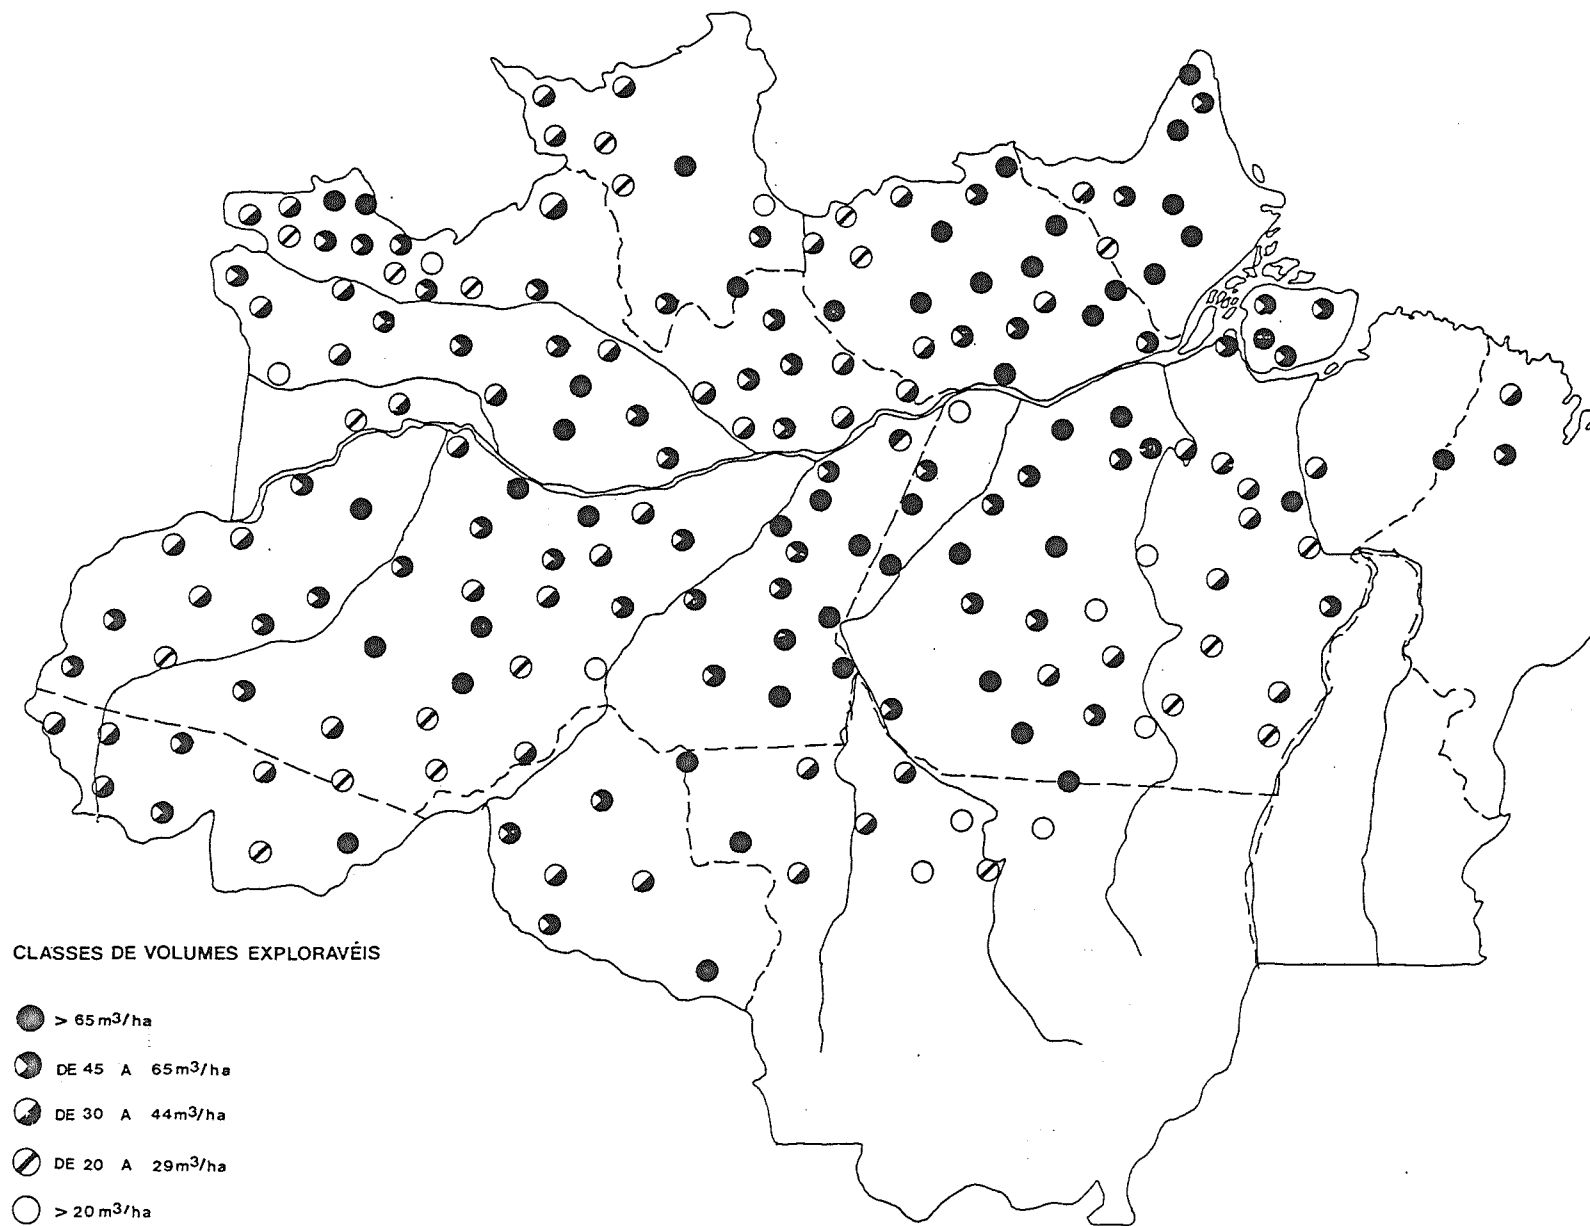 CLASSES DE VOLUMES EXPLORAVÉIS
> 65 m³/ha
DE 45 A 65 m³/ha
DE 30 A 44 m³/ha
DE 20 A 29 m³/ha
> 20 m³/ha